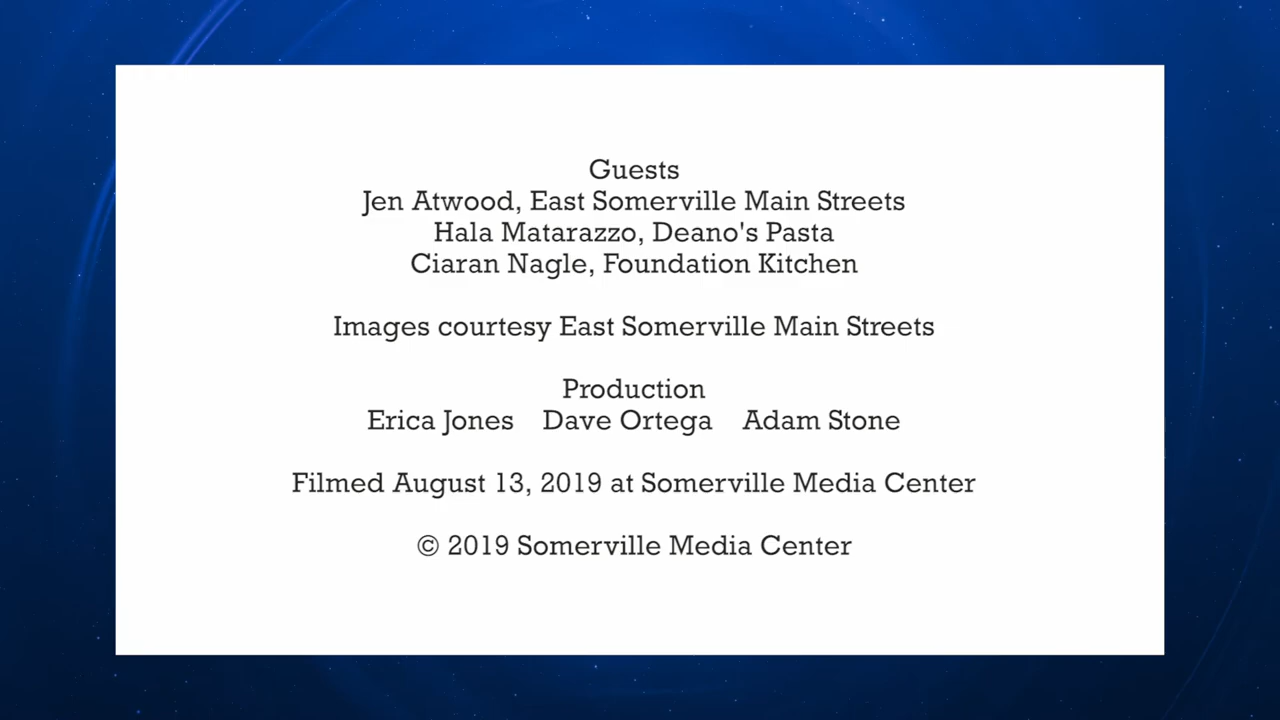 Guests
Jen Atwood, East Somerville Main Streets
Hala Matarazzo, Deano's Pasta
Ciaran Nagle, Foundation Kitchen
Images courtesy East Somerville Main Streets
Production
Erica Jones Dave Ortega Adam Stone
Filmed August 13, 2019 at Somerville Media Center
© 2019 Somerville Media Center